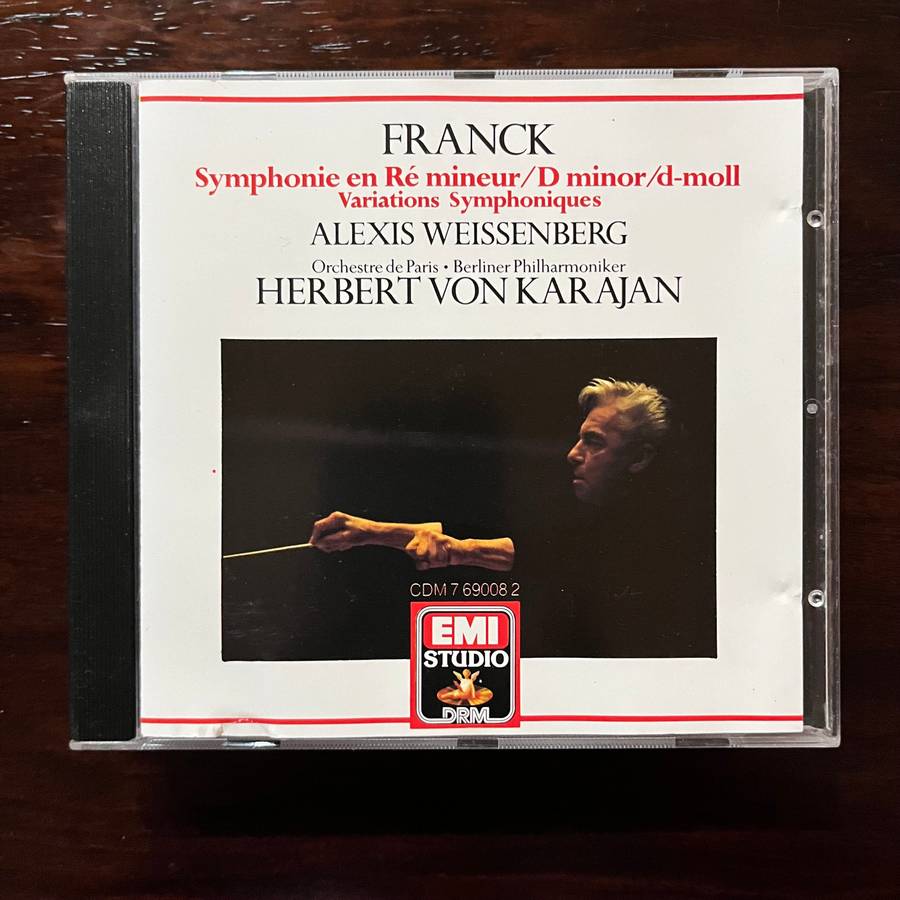 FRANCK
Symphonie en Ré mineur/D minor/d-moll
Variations Symphoniques
ALEXIS WEISSENBERG
Orchestre de Paris • Berliner Philharmoniker
HERBERT VON KARAJAN
CDM 7 69008 2
EMI
STUDIO
DRM